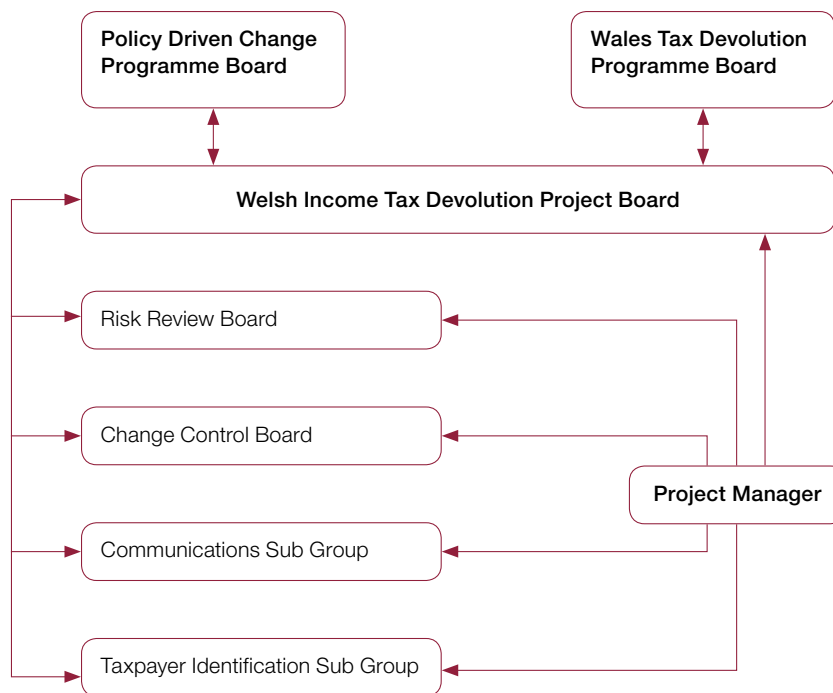 Policy Driven Change
Programme Board
Wales Tax Devolution
Programme Board
Welsh Income Tax Devolution Project Board
Risk Review Board
Change Control Board
Project Manager
Communications Sub Group
Taxpayer Identification Sub Group